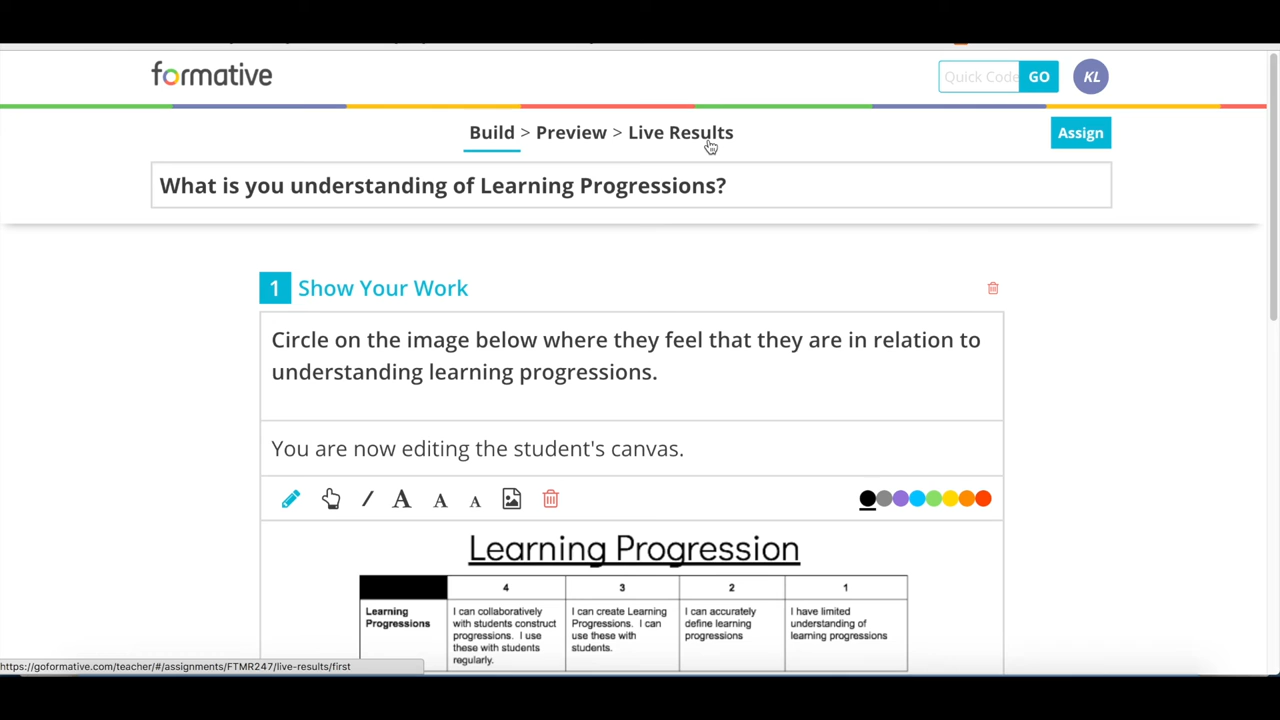 formative
Quick Code GO KL
Build > Preview > Live Results
Assign
What is you understanding of Learning Progressions?
1 Show Your Work
Circle on the image below where they feel that they are in relation to
understanding learning progressions.
You are now editing the student's canvas.
A A A
Learning Progression
4 3 2 1
Learning
Progressions
I can collaboratively
with students construct
progressions. I use
these with students
regularly.
I can create Learning
Progressions. I can
use these with
students.
I can accurately
define learning
progressions
I have limited
understanding of
learning progressions
https://goformative.com/teacher/#/assignments/FTMR247/live-results/first